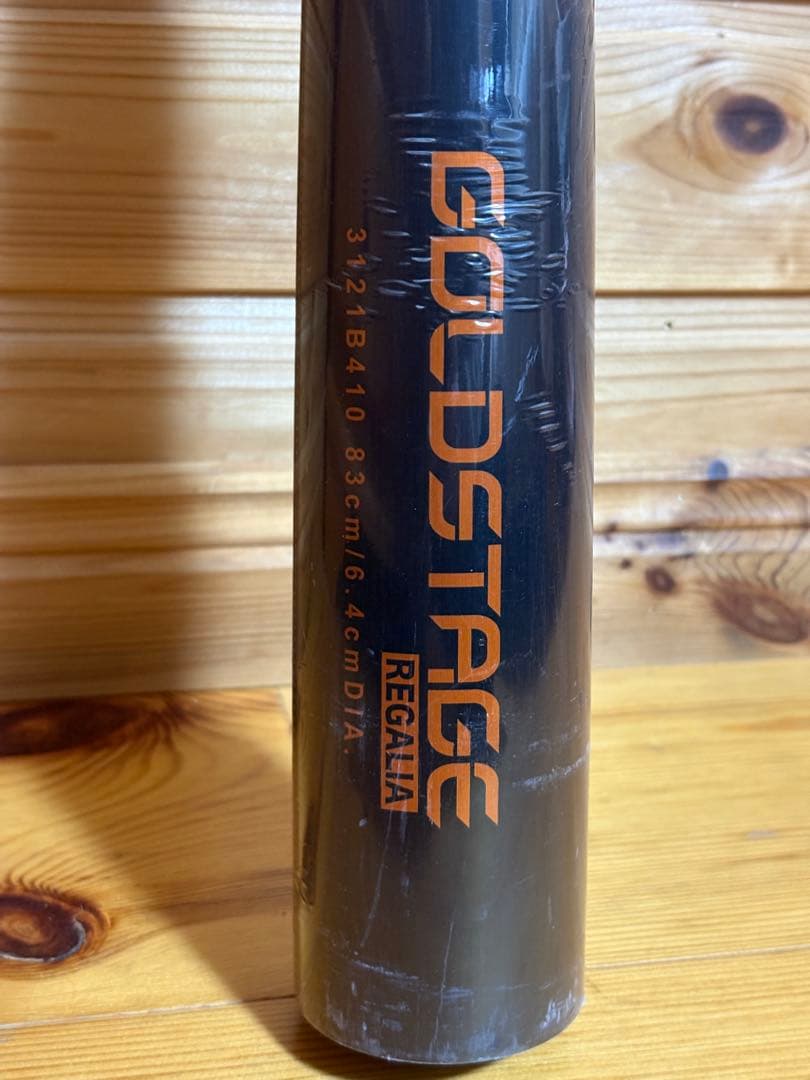 GOLDSTAGE
REGALIA
3121B410 83cm/6.4cmDIA.